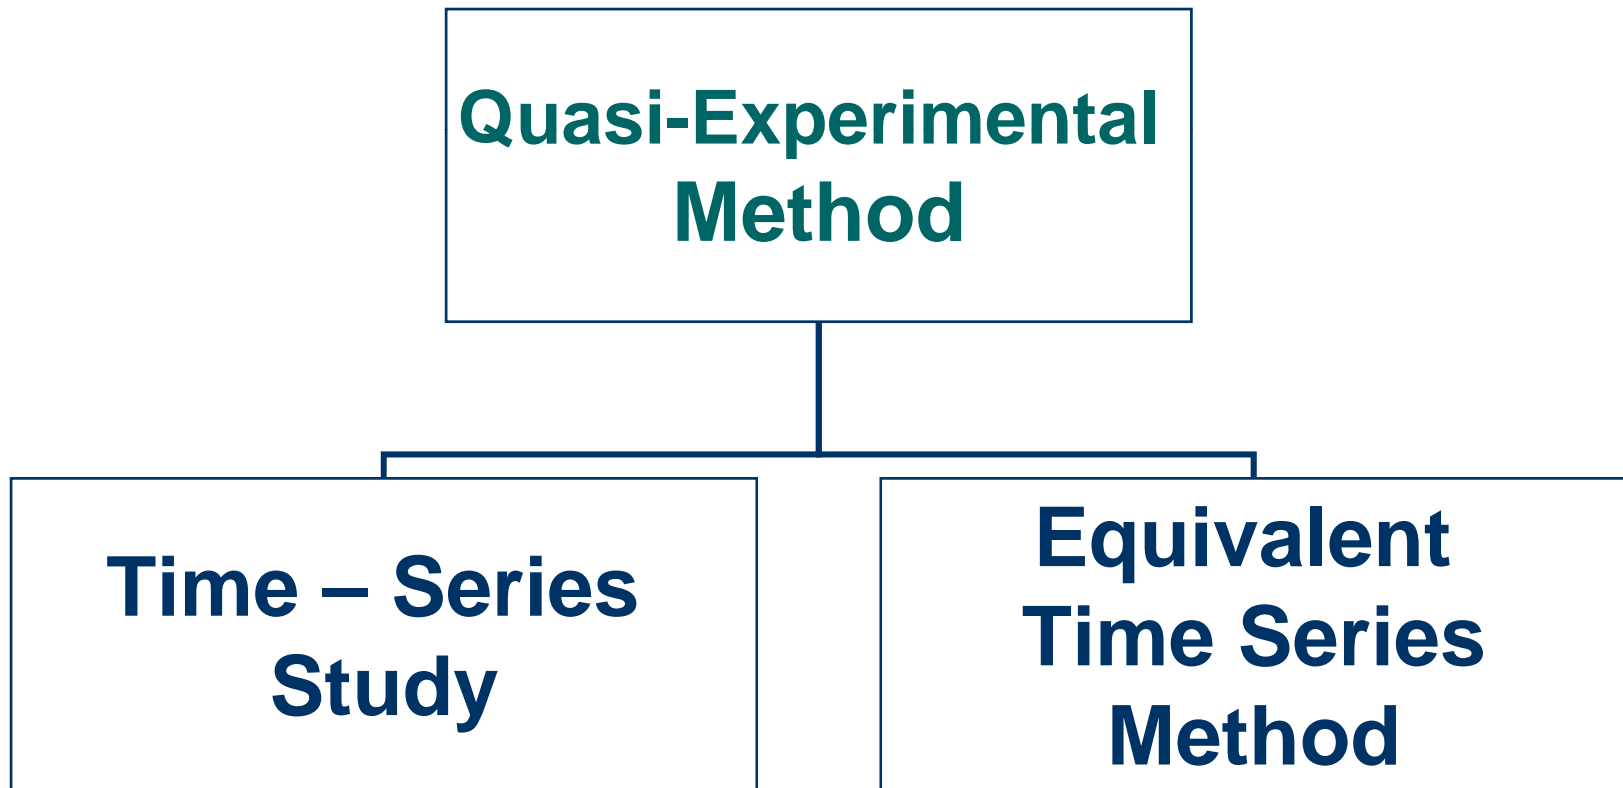 Quasi-Experimental
Method
Time – Series
Study
Equivalent
Time Series
Method